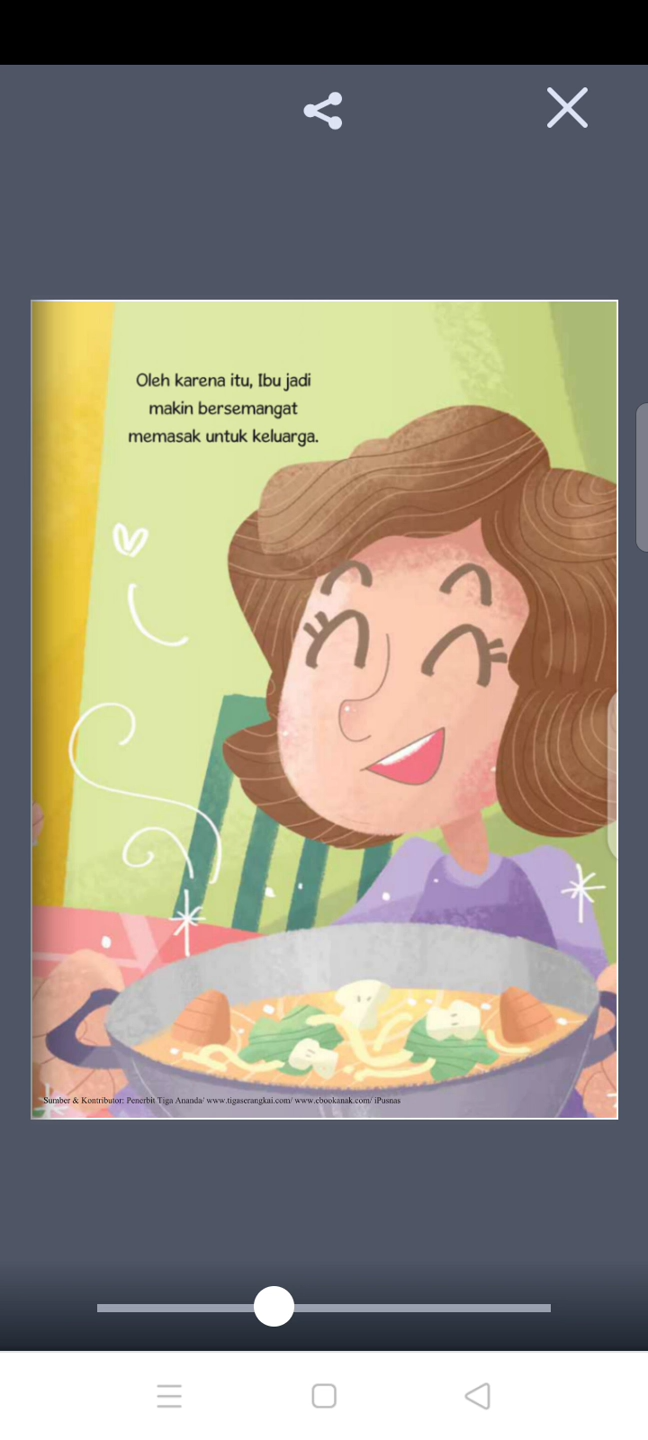 Oleh karena itu, Ibu jadi
makin bersemangat
memasak untuk keluarga.
Sumber & Kontributor: Penerbit Tiga Ananda/ www.tigaserangkai.com/ www.ebookanak.com/ iPusnas